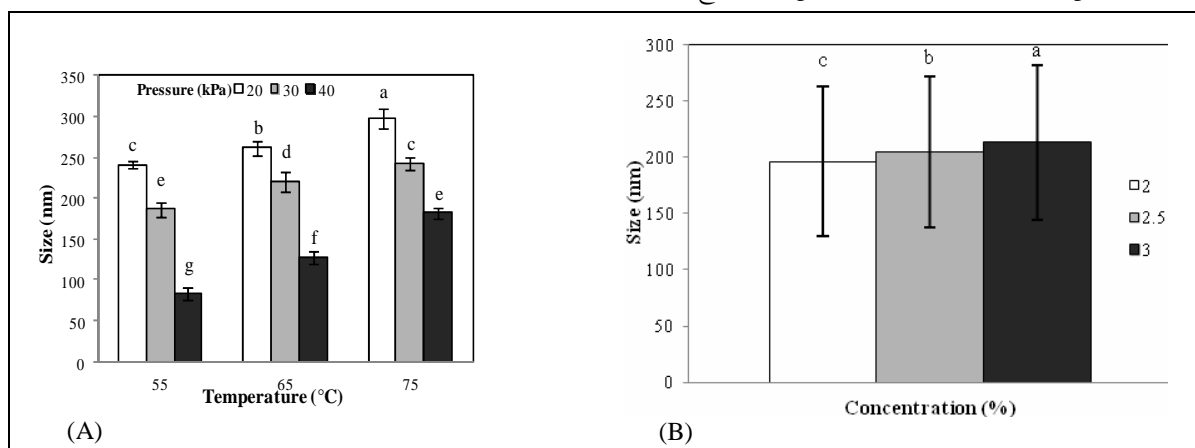 350
300
250
200
150
100
50
0
Size (nm)
Pressure (kPa) 20 30 40
c
e
g
b
d
f
a
c
e
55 65 75
Temperature (°C)
(A)
300
250
200
150
100
50
0
Size (nm)
c b a
2
2.5
3
Concentration (%)
(B)